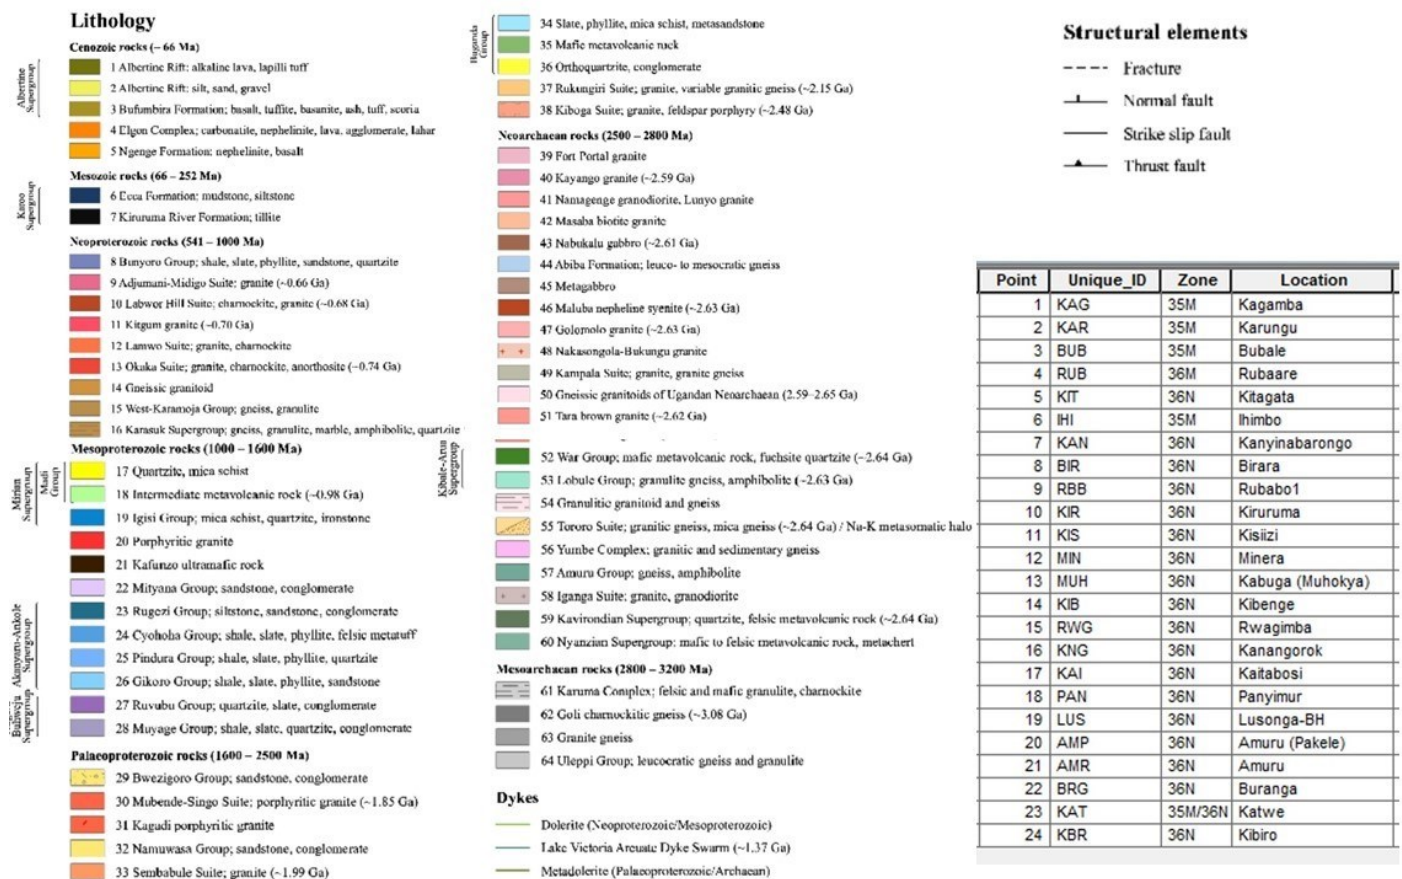 Lithology
Cenozoic rocks (~ 66 Ma)
Albertine Supergroup
1 Albertine Rift: alkaline lava, lapilli tuff
2 Albertine Rift: silt, sand, gravel
3 Bufumbira Formation; basalt, tuffite, basanite, ash, tuff, scoria
4 Elgon Complex; carbonatite, nephelinite, lava, agglomerate, lahar
5 Ngenge Formation: nephelinite, basalt
Mesozoic rocks (66 – 252 Ma)
Karoo Supergroup
6 Ecca Formation; mudstone, siltstone
7 Kiruruma River Formation; tillite
Neoproterozoic rocks (541 – 1000 Ma)
8 Bunyoro Group; shale, slate, phyllite, sandstone, quartzite
9 Adjumani-Midigo Suite; granite (~0.66 Ma)
10 Labwor Hill Suite; charnockite, granite (~0.68 Ma)
11 Kitgum granite (~0.70 Ma)
12 Lamwo Suite; granite, charnockite
13 Okaka Suite; granite, charnockite, anorthosite (~0.74 Ma)
14 Gneissic granitoid
15 West-Karamoja Group; gneiss, granulite
16 Karasuk Supergroup; gneiss, granulite, marble, amphibolite, quartzite
Mesoproterozoic rocks (1000 – 1600 Ma)
Mirian Supergroup
Madi Group
17 Quartzite, mica schist
18 Intermediate metavolcanic rock (~0.98 Ga)
19 Igisi Group; mica schist, quartzite, ironstone
20 Porphyritic granite
21 Kafunzo ultramafic rock
22 Mityana Group; sandstone, conglomerate
Akanyaru-Ankole Supergroup
23 Rugezi Group; siltstone, sandstone, conglomerate
24 Cyohoha Group; shale, slate, phyllite, felsic metatuff
25 Pindura Group; shale, slate, phyllite, quartzite
26 Gikoro Group; shale, slate, phyllite, sandstone
Buhweju Supergroup
27 Ruvubu Group; quartzite, slate, conglomerate
28 Muyage Group; shale, slate, quartzite, conglomerate
Palaeoproterozoic rocks (1600 – 2500 Ma)
29 Bwezigoro Group; sandstone, conglomerate
30 Mubende-Singo Suite; porphyritic granite (~1.85 Ga)
31 Kagadi porphyritic granite
32 Namuwasa Group; sandstone, conglomerate
33 Sembabule Suite; granite (~1.99 Ga)
Buganda Group
34 Slate, phyllite, mica schist, metasandstone
35 Mafic metavolcanic rock
36 Orthoquartzite, conglomerate
37 Rukungiri Suite; granite, variable granitic gneiss (~2.15 Ga)
38 Kiboga Suite; granite, feldspar porphyry (~2.48 Ga)
Neoarchaean rocks (2500 – 2800 Ma)
39 Fort Portal granite
40 Kayango granite (~2.59 Ga)
41 Namagenge granodiorite, Lunyo granite
42 Masaba biotite granite
43 Nabukalu gabbro (~2.61 Ga)
44 Abiba Formation; leuco- to mesocratic gneiss
45 Metagabbro
46 Maluba nepheline syenite (~2.63 Ga)
47 Golomolo granite (~2.63 Ga)
48 Nakasongola-Bukungu granite
49 Kampala Suite; granite, granite gneiss
50 Gneissic granitoids of Ugandan Neoarchaean (2.59–2.65 Ga)
51 Tara brown granite (~2.62 Ga)
Kibale-Arua Supergroup
52 War Group; mafic metavolcanic rock, fuchsite quartzite (~2.64 Ga)
53 Lobule Group; granulite gneiss, amphibolite (~2.63 Ga)
54 Granulitic granitoid and gneiss
55 Tororo Suite; granitic gneiss, mica gneiss (~2.64 Ga) / Na-K metasomatic halo
56 Yumbe Complex; granitic and sedimentary gneiss
57 Amuru Group; gneiss, amphibolite
58 Iganga Suite; granite, granodiorite
59 Kavirondian Supergroup; quartzite, felsic metavolcanic rock (~2.64 Ga)
60 Nyanzian Supergroup; mafic to felsic metavolcanic rock, metachert
Mesoarchaean rocks (2800 – 3200 Ma)
61 Karuma Complex; felsic and mafic granulite, charnockite
62 Goli charnockitic gneiss (~3.08 Ga)
63 Granite gneiss
64 Uleppi Group; leucocratic gneiss and granulite
Dykes
Dolerite (Neoproterozoic/Mesoproterozoic)
Lake Victoria Arcuate Dyke Swarm (~1.37 Ga)
Metadolerite (Palaeoproterozoic/Archaean)
Structural elements
Fracture
Normal fault
Strike slip fault
Thrust fault
Point Unique_ID Zone Location
1 KAG 35M Kagamba
2 KAR 35M Karungu
3 BUB 35M Bubale
4 RUB 36M Rubaare
5 KIT 36N Kitagata
6 IHI 35M Ihimbo
7 KAN 36N Kanyinabarongo
8 BIR 36N Birara
9 RBB 36N Rubabo1
10 KIR 36N Kiruruma
11 KIS 36N Kisiizi
12 MIN 36N Minera
13 MUH 36N Kabuga (Muhokya)
14 KIB 36N Kibenge
15 RWG 36N Rwagimba
16 KNG 36N Kanangorok
17 KAI 36N Kaitabosi
18 PAN 36N Panyimur
19 LUS 36N Lusonga-BH
20 AMP 36N Amuru (Pakele)
21 AMR 36N Amuru
22 BRG 36N Buranga
23 KAT 35M/36N Katwe
24 KBR 36N Kibiro